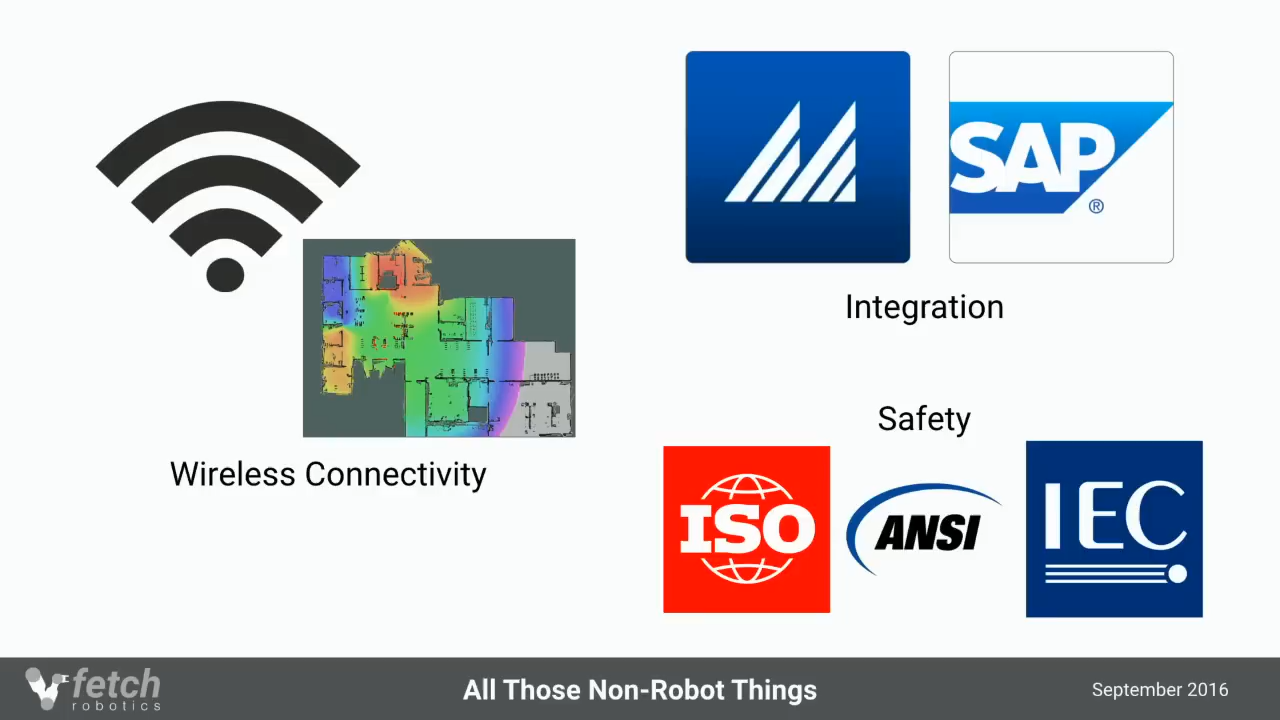 SAP
®
Integration
Wireless Connectivity
Safety
ISO
ANSI
IEC
fetch
robotics
All Those Non-Robot Things
September 2016